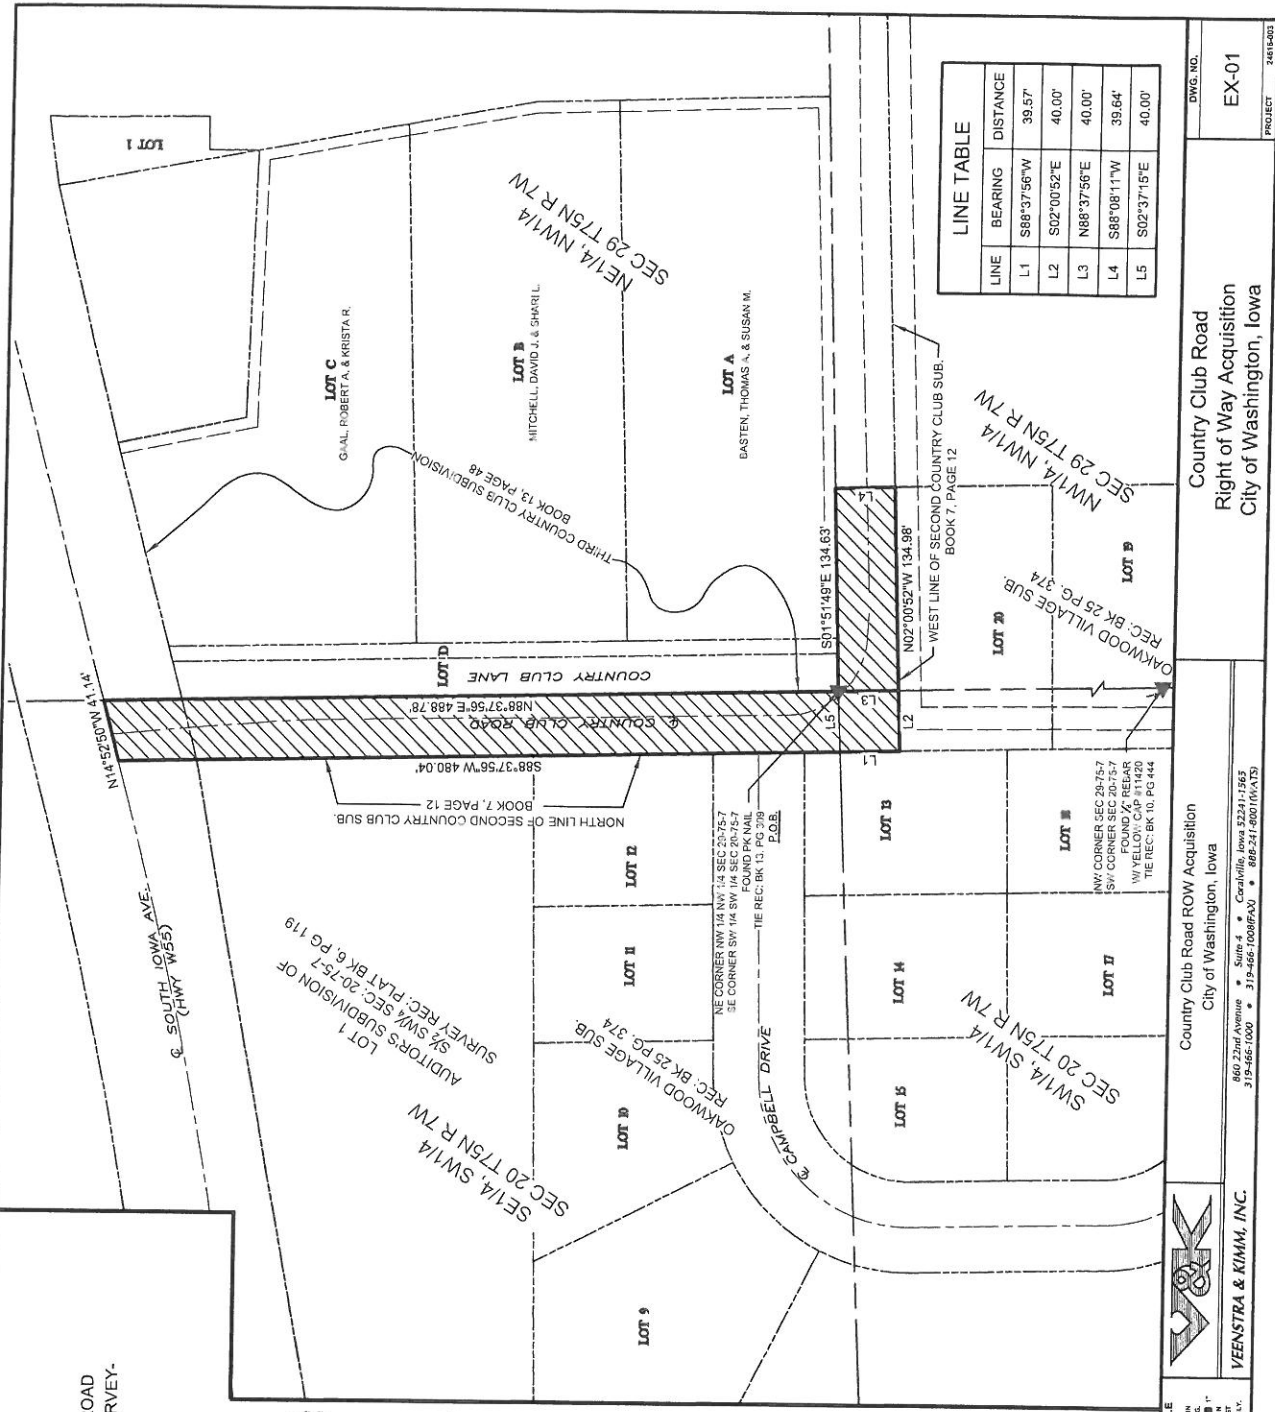 OAD
RVEY-
LOT 1
LOT C
GAAL, ROBERT A. & KRISTA R.
LOT B
MITCHELL, DAVID J. & SHARI L.
LOT A
BASTEN, THOMAS A. & SUSAN M.
NE1/4, NW1/4
SEC 29 T75N R 7W
THIRD COUNTRY CLUB SUBDIVISION
BOOK 13, PAGE 48
LOT D
COUNTRY CLUB LANE
N14°52'50"W 41.14'
N88°37'56"E 488.78'
℄ COUNTRY CLUB ROAD
S88°37'56"W 480.04'
NORTH LINE OF SECOND COUNTRY CLUB SUB.
BOOK 7, PAGE 12
S01°51'49"E 134.63'
N02°00'52"W 134.98'
L1
L2
L3
L4
L5
WEST LINE OF SECOND COUNTRY CLUB SUB.
BOOK 7, PAGE 12
NW1/4, NW1/4
SEC 29 T75N R 7W
LINE TABLE
LINE BEARING DISTANCE
L1 S88°37'56"W 39.57'
L2 S02°00'52"E 40.00'
L3 N88°37'56"E 40.00'
L4 S88°08'11"W 39.64'
L5 S02°37'15"E 40.00'
LOT 20
LOT 19
OAKWOOD VILLAGE SUB.
REC: BK 25 PG. 374
℄ SOUTH IOWA AVE.
(HWY W55)
LOT 1
AUDITOR'S SUBDIVISION OF
S½ SW¼ SEC: 20-75-7
SURVEY REC: PLAT BK 6, PG 119
SE1/4, SW1/4
SEC 20 T75N R 7W
LOT 12
LOT 11
LOT 10
LOT 9
OAKWOOD VILLAGE SUB.
REC: BK 25 PG. 374
NE CORNER NW 1/4 NW 1/4 SEC 29-75-7
SE CORNER SW 1/4 SW 1/4 SEC 20-75-7
FOUND PK NAIL
TIE REC: BK 13, PG 309
P.O.B.
℄ CAMPBELL DRIVE
LOT 13
LOT 14
LOT 15
LOT 18
LOT 17
NW CORNER SEC 29-75-7
SW CORNER SEC 20-75-7
REBAR
W/ YELLOW CAP #11420
TIE REC: BK 10, PG 444
SW1/4, SW1/4
SEC 20 T75N R 7W
V&K
VEENSTRA & KIMM, INC.
Country Club Road ROW Acquisition
City of Washington, Iowa
860 22nd Avenue • Suite 4 • Coralville, Iowa 52241-1565
319-466-1000 • 319-466-1008(FAX) • 888-241-8001(WATS)
Country Club Road
Right of Way Acquisition
City of Washington, Iowa
DWG. NO.
EX-01
PROJECT